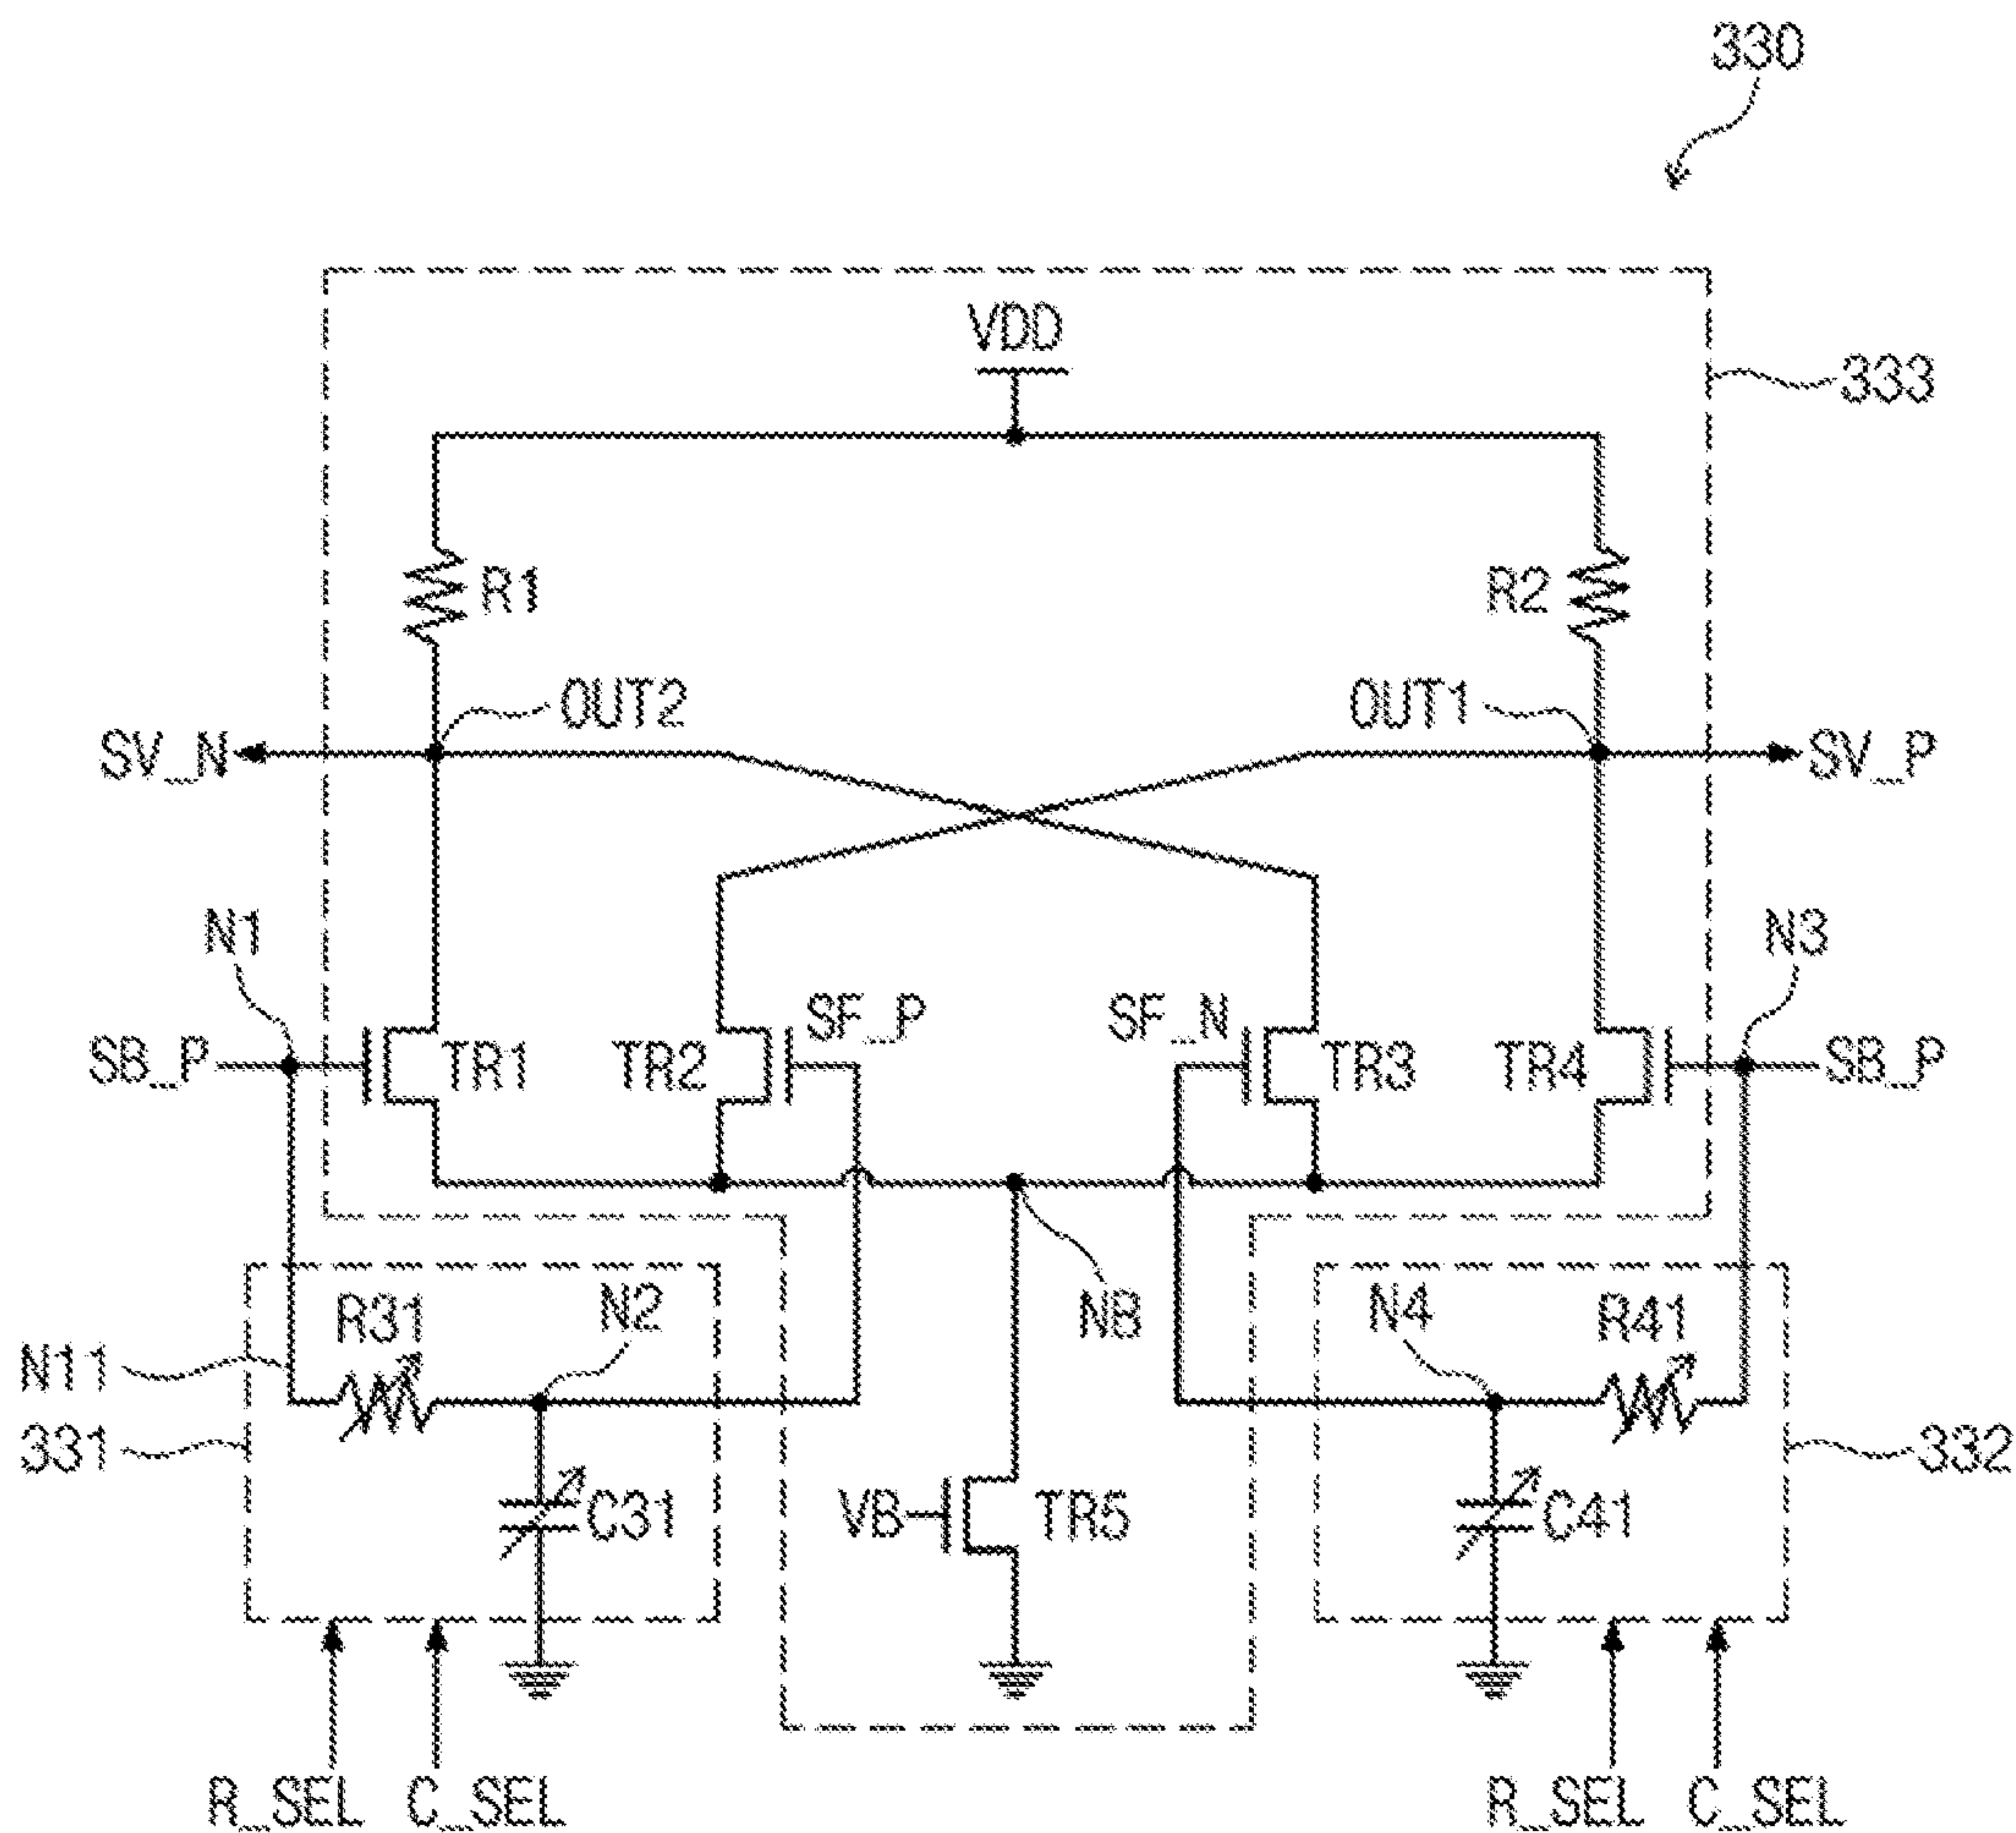 330
VDD
333
R1
R2
OUT2
OUT1
SV_N
SV_P
N1
N3
SF_P
SF_N
SB_P
TR1
TR2
TR3
TR4
SB_P
R31
N2
NB
N4
R41
N11
331
332
C31
VB
TR5
C41
R_SEL
C_SEL
R_SEL
C_SEL